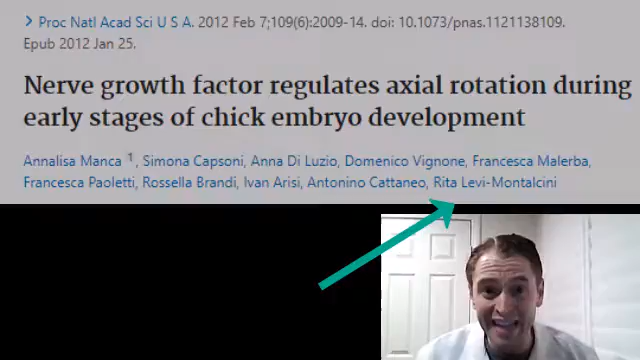 Proc Natl Acad Sci U S A. 2012 Feb 7;109(6):2009-14. doi: 10.1073/pnas.1121138109.
Epub 2012 Jan 25.
Nerve growth factor regulates axial rotation during
early stages of chick embryo development
Annalisa Manca 1, Simona Capsoni, Anna Di Luzio, Domenico Vignone, Francesca Malerba,
Francesca Paoletti, Rossella Brandi, Ivan Arisi, Antonino Cattaneo, Rita Levi-Montalcini